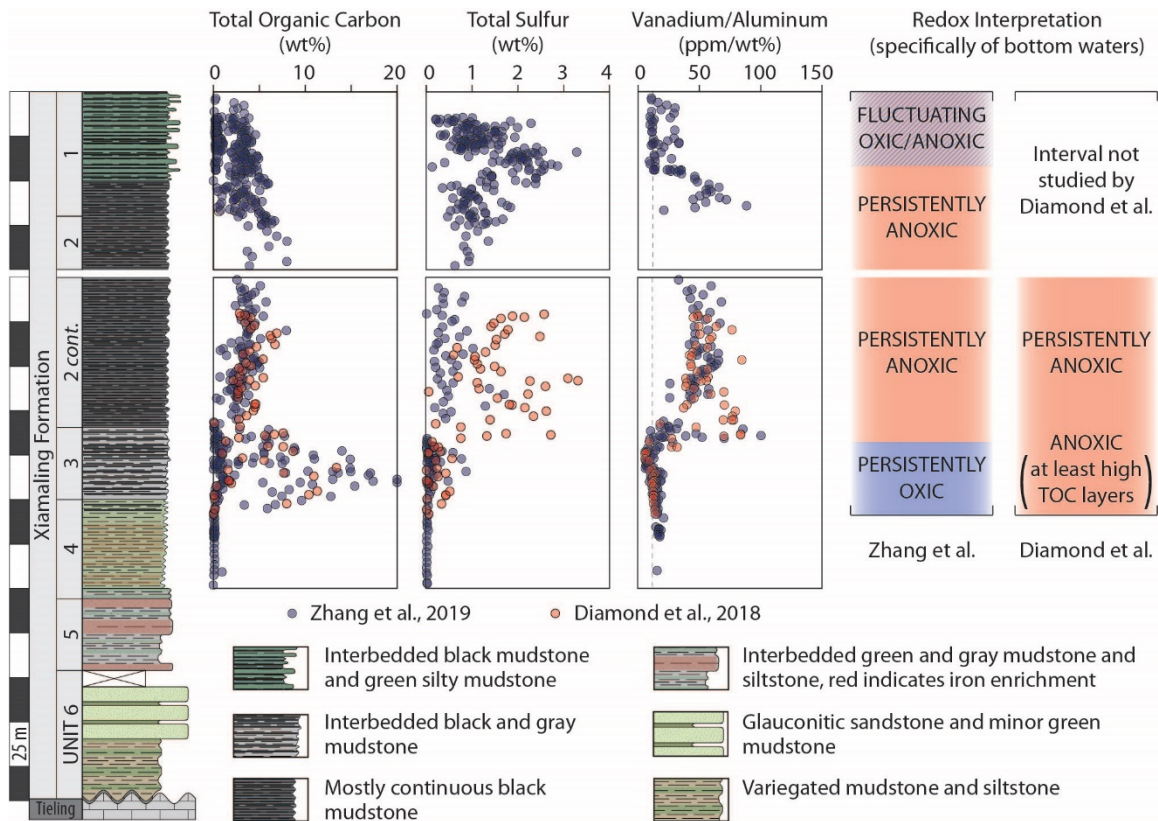 Total Organic Carbon
(wt%)
Total Sulfur
(wt%)
Vanadium/Aluminum
(ppm/wt%)
Redox Interpretation
(specifically of bottom waters)
0 5 10 20
0 1 2 3 4
0 50 100 150
Xiamaling Formation
1
2
2 cont.
3
4
5
UNIT 6
Tieling
25 m
FLUCTUATING
OXIC/ANOXIC
PERSISTENTLY
ANOXIC
Interval not
studied by
Diamond et al.
PERSISTENTLY
ANOXIC
PERSISTENTLY
OXIC
PERSISTENTLY
ANOXIC
ANOXIC
(at least high
TOC layers)
Zhang et al.
Diamond et al.
Zhang et al., 2019
Diamond et al., 2018
Interbedded black mudstone
and green silty mudstone
Interbedded black and gray
mudstone
Mostly continuous black
mudstone
Interbedded green and gray mudstone and
siltstone, red indicates iron enrichment
Glauconitic sandstone and minor green
mudstone
Variegated mudstone and siltstone